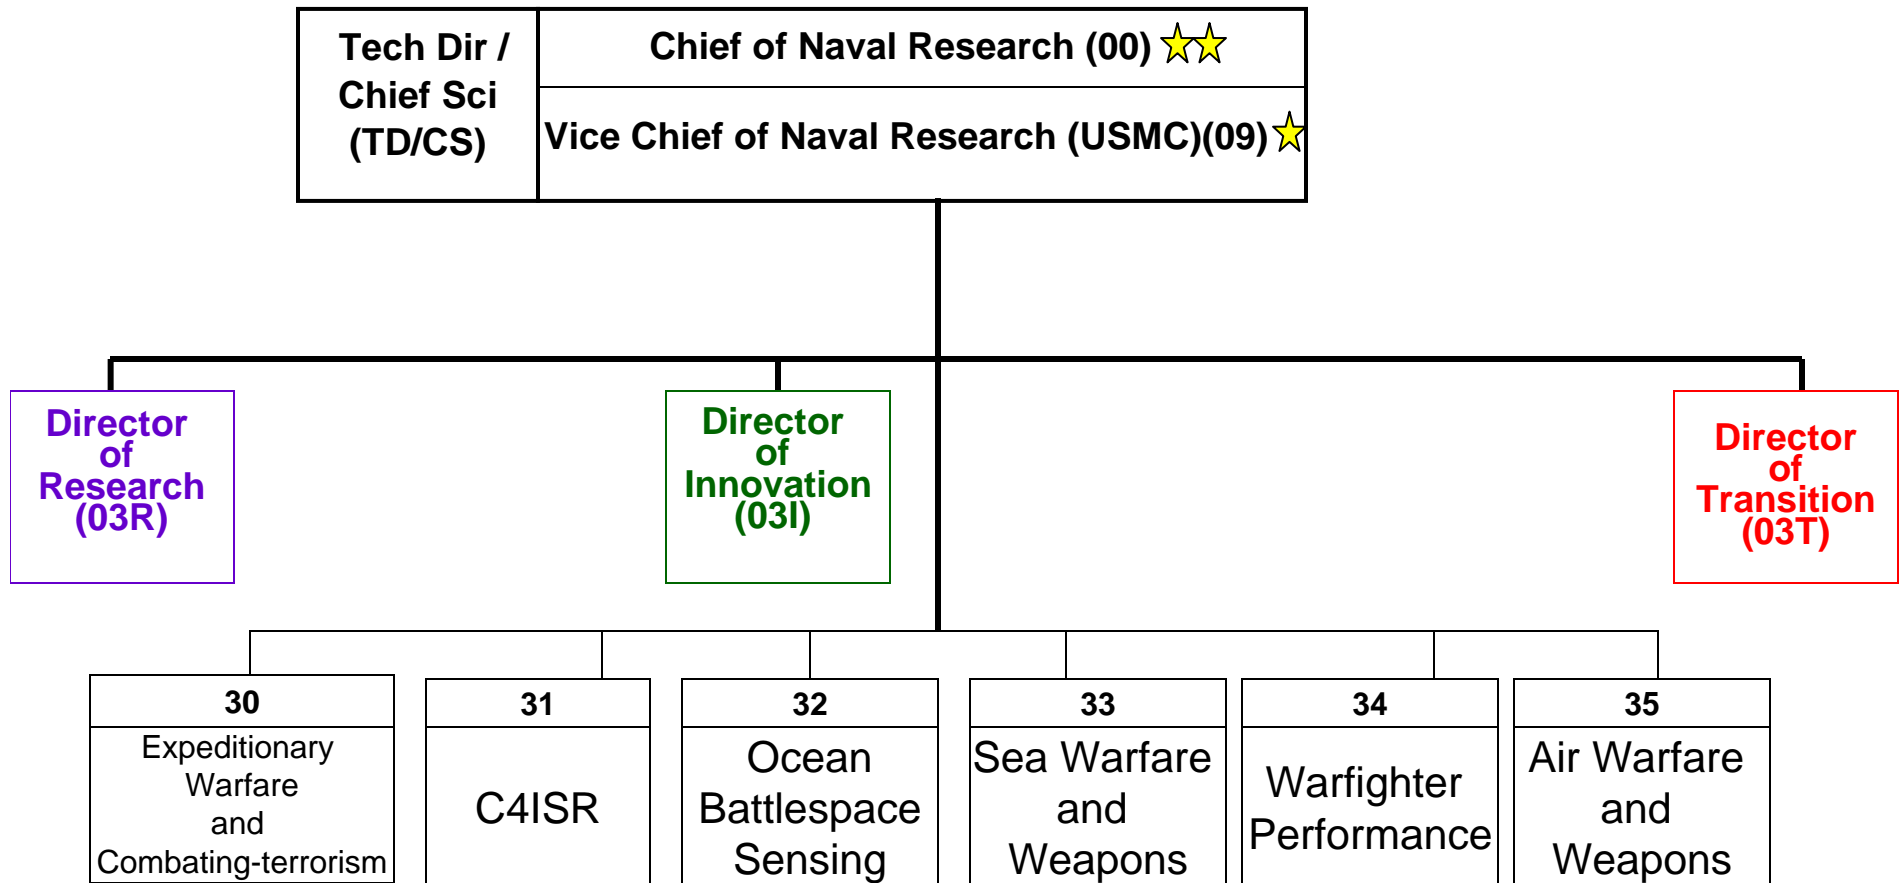 Tech Dir /
Chief Sci
(TD/CS)
Chief of Naval Research (00)
Vice Chief of Naval Research (USMC)(09)
Director
of
Research
(03R)
Director
of
Innovation
(03I)
Director
of
Transition
(03T)
30
Expeditionary
Warfare
and
Combating-terrorism
31
C4ISR
32
Ocean
Battlespace
Sensing
33
Sea Warfare
and
Weapons
34
Warfighter
Performance
35
Air Warfare
and
Weapons